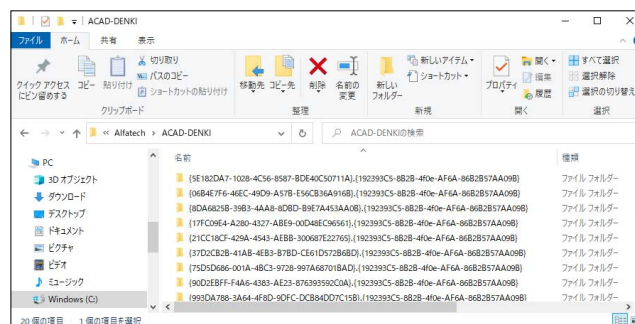 ACAD-DENKI
ファイル ホーム 共有 表示
クイック アクセス
にピン留めする
コピー
貼り付け
切り取り
パスのコピー
ショートカットの貼り付け
クリップボード
移動先
コピー先
削除
名前の
変更
整理
新しい
フォルダー
新しいアイテム
ショートカット
新規
プロパティ
開く
編集
履歴
開く
すべて選択
選択解除
選択の切り替え
選択
« Alfatech › ACAD-DENKI
ACAD-DENKIの検索
PC
3D オブジェクト
ダウンロード
デスクトップ
ドキュメント
ピクチャ
ビデオ
ミュージック
Windows (C:)
名前 種類
{5E182DA7-1028-4C56-8587-BDE40C50711A}.{192393C5-8B2B-4f0e-AF6A-86B2B57AA09B} ファイル フォルダー
{06B4E7F6-46EC-49D9-A57B-E56CB36A916B}.{192393C5-8B2B-4f0e-AF6A-86B2B57AA09B} ファイル フォルダー
{8DA6825B-39B3-4AA8-8DBD-B9E7A453AA0B}.{192393C5-8B2B-4f0e-AF6A-86B2B57AA09B} ファイル フォルダー
{17FC09E4-A280-4327-ABE9-00D48EC96561}.{192393C5-8B2B-4f0e-AF6A-86B2B57AA09B} ファイル フォルダー
{21CC18CF-429A-4543-AEBB-300687E22765}.{192393C5-8B2B-4f0e-AF6A-86B2B57AA09B} ファイル フォルダー
{37D2CB2B-41AB-4EB3-B7BD-CE61D572B6BD}.{192393C5-8B2B-4f0e-AF6A-86B2B57AA09B} ファイル フォルダー
{75D5D686-001A-4BC3-9728-997A68701BAD}.{192393C5-8B2B-4f0e-AF6A-86B2B57AA09B} ファイル フォルダー
{90D2EBFF-F4A6-4383-AE23-876393592C0A}.{192393C5-8B2B-4f0e-AF6A-86B2B57AA09B} ファイル フォルダー
{993DA788-3A64-4F8D-9DFC-DCB84DD7C15B}.{192393C5-8B2B-4f0e-AF6A-86B2B57AA09B} ファイル フォルダー
20 個の項目 1 個の項目を選択